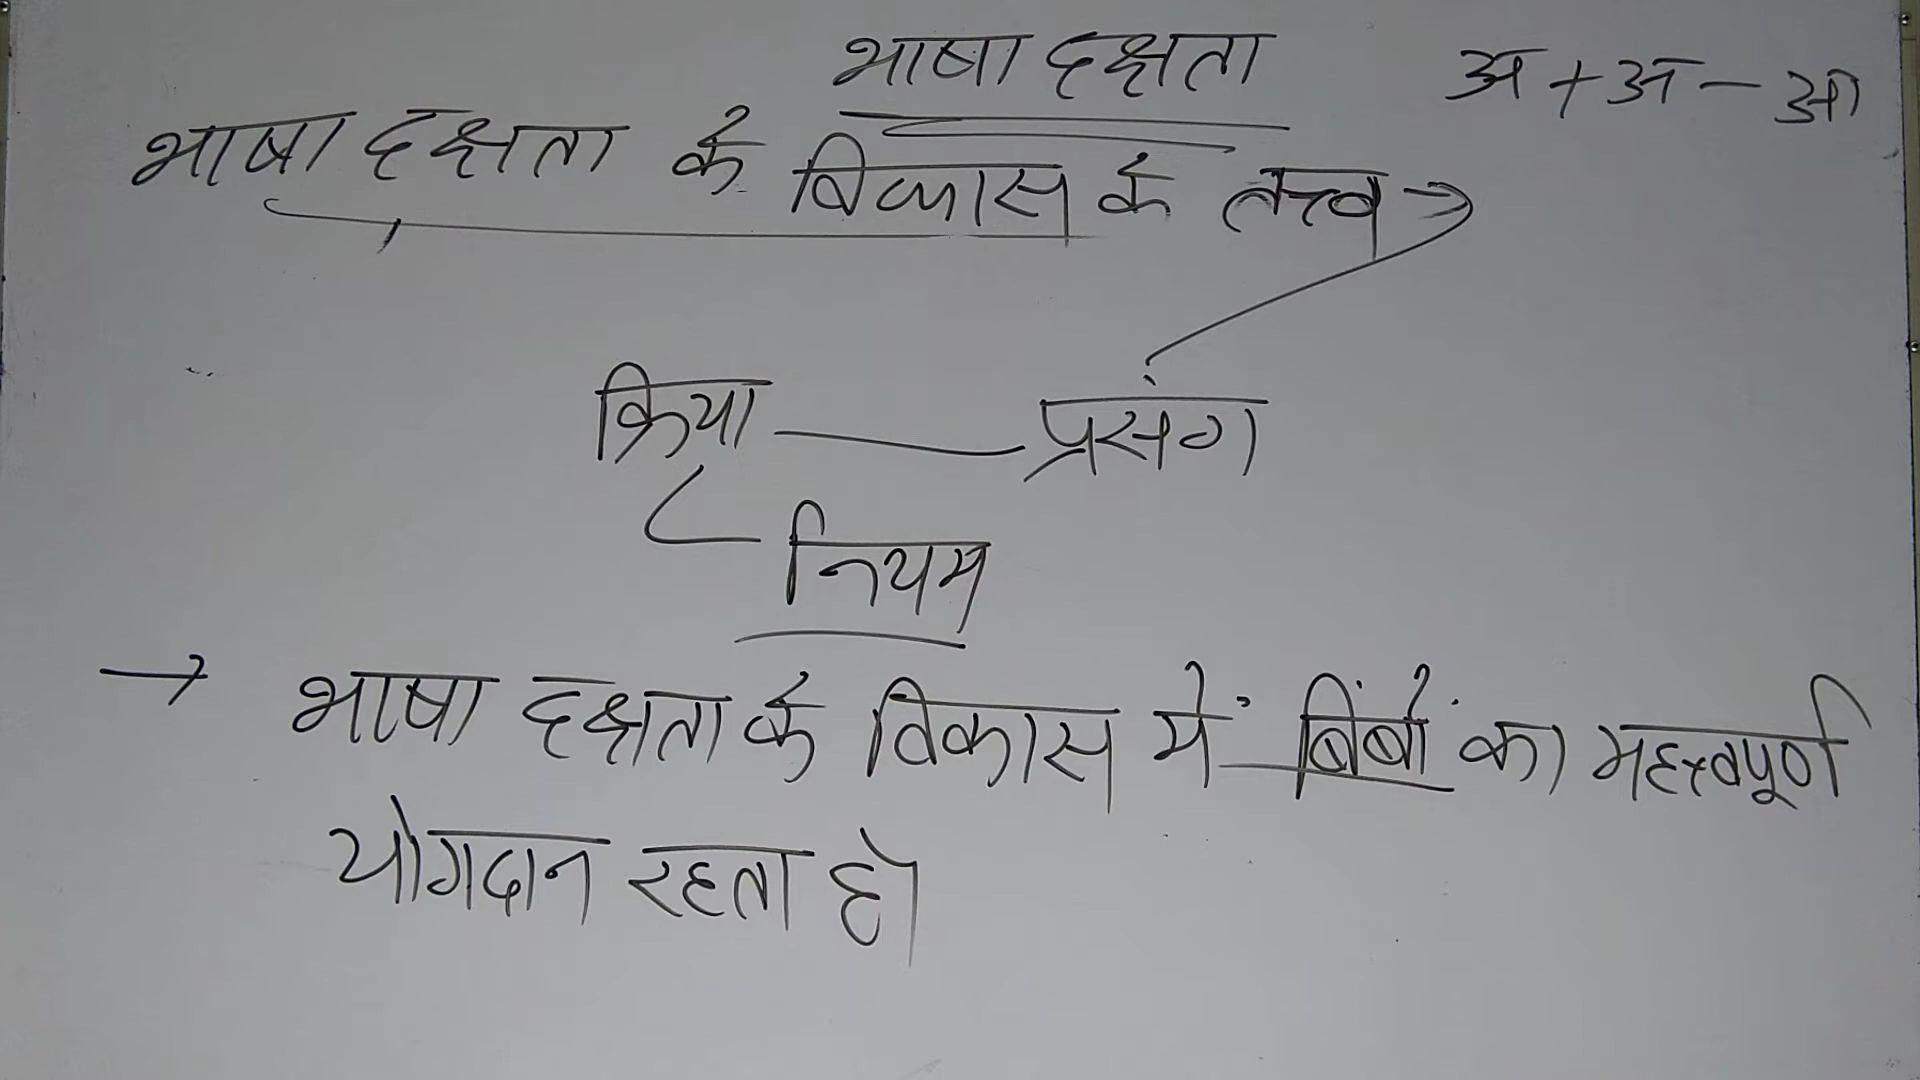 भाषा दक्षता
अ + अ - आ
भाषा दक्षता के विकास के तत्त्व →
क्रिया — प्रसंग
नियम
→ भाषा दक्षता के विकास में बिंबों का महत्त्वपूर्ण
योगदान रहता है।